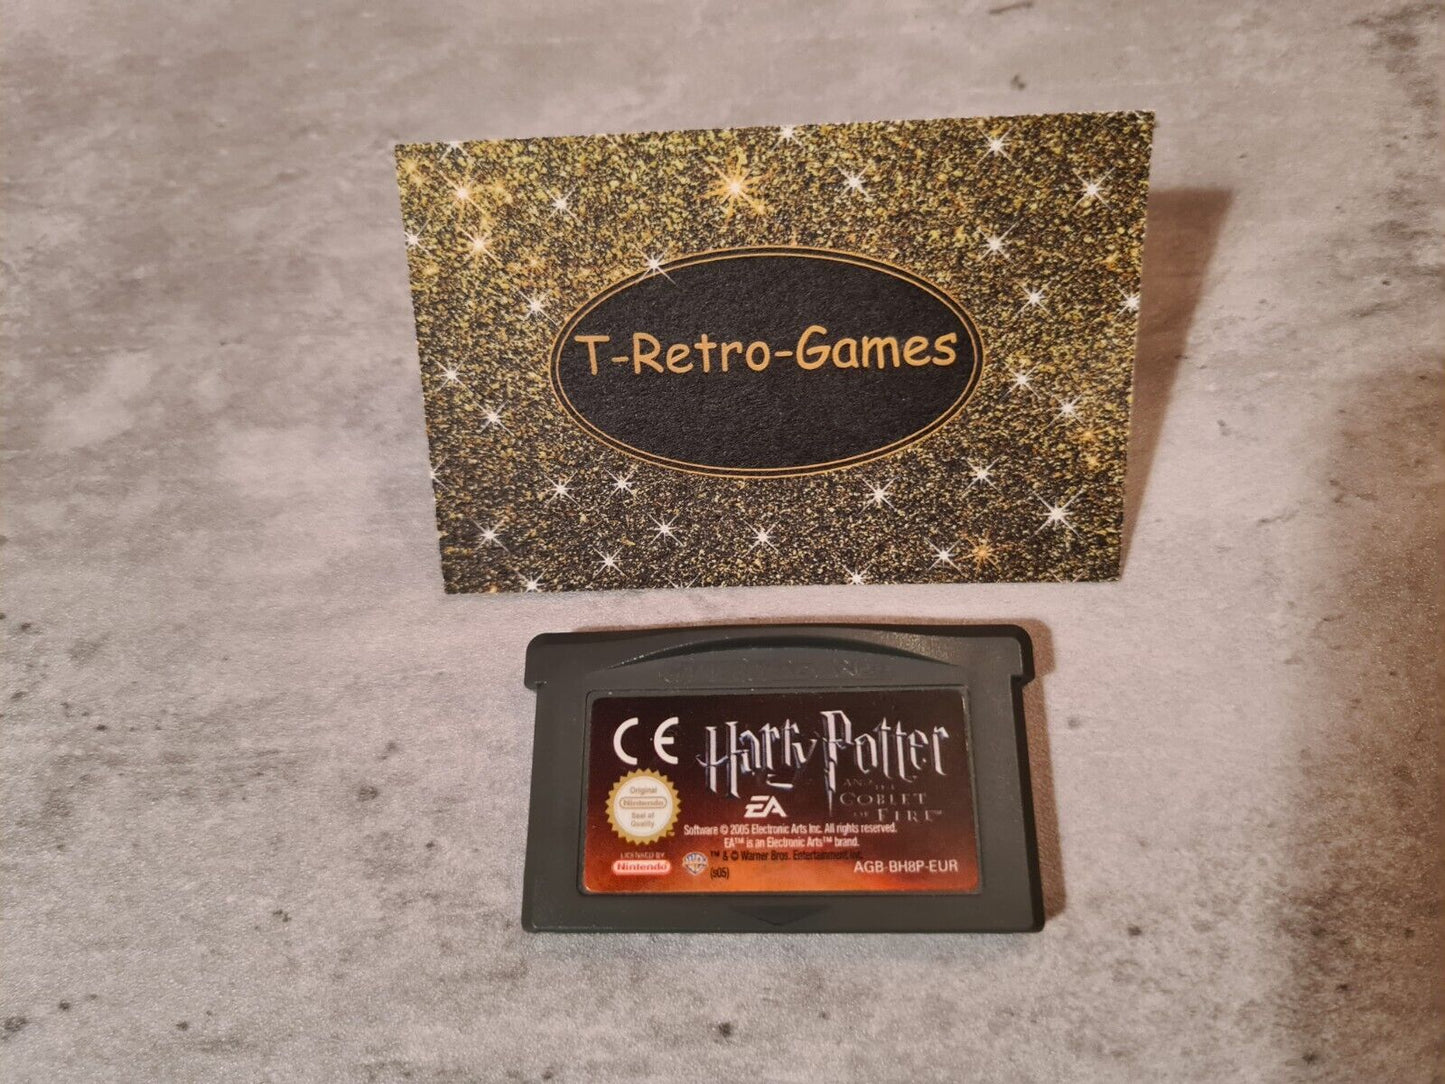 T-Retro-Games
CE
Harry Potter
AND THE
GOBLET
OF FIRE™
EA
Original
Nintendo
Seal of
Quality
Software © 2005 Electronic Arts Inc. All rights reserved.
EA™ is an Electronic Arts™ brand.
LICENSED BY
Nintendo
™ & © Warner Bros. Entertainment Inc.
(s05)
AGB-BH8P-EUR